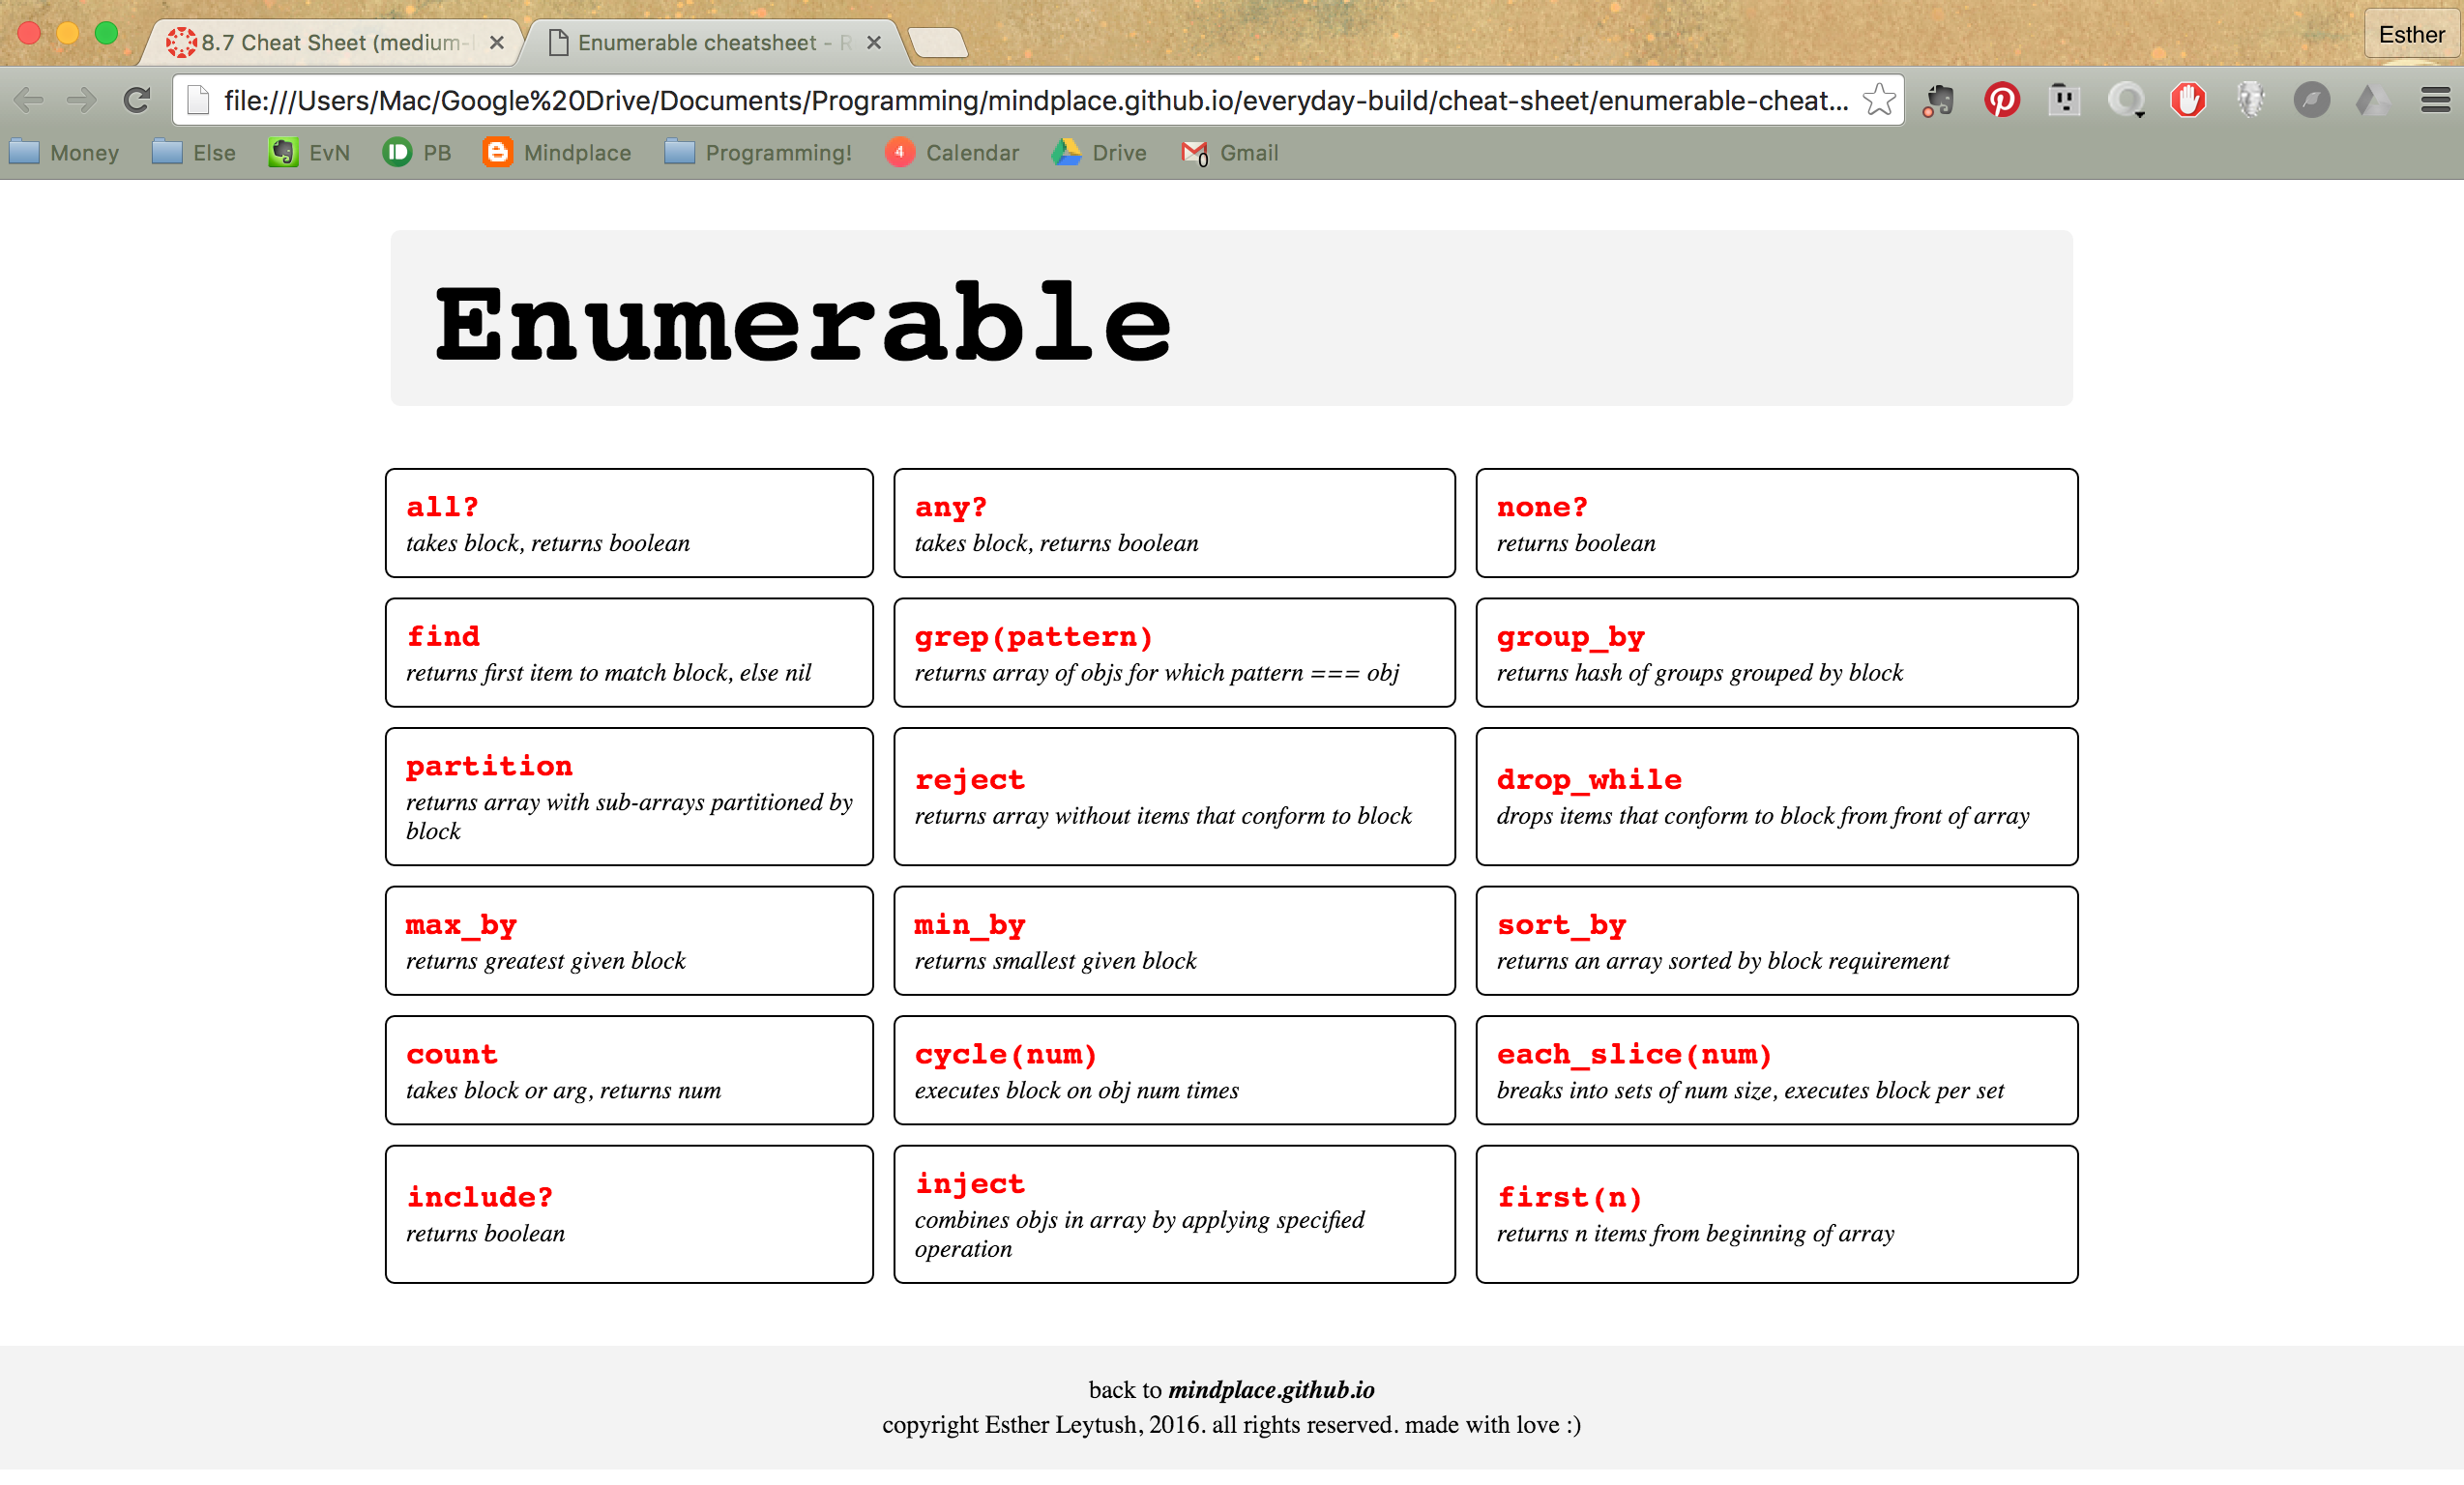 8.7 Cheat Sheet (medium-
Enumerable cheatsheet - R
Esther
file:///Users/Mac/Google%20Drive/Documents/Programming/mindplace.github.io/everyday-build/cheat-sheet/enumerable-cheat...
Money Else EvN PB Mindplace Programming! 4 Calendar Drive 0 Gmail
Enumerable
all?
takes block, returns boolean
any?
takes block, returns boolean
none?
returns boolean
find
returns first item to match block, else nil
grep(pattern)
returns array of objs for which pattern === obj
group_by
returns hash of groups grouped by block
partition
returns array with sub-arrays partitioned by
block
reject
returns array without items that conform to block
drop_while
drops items that conform to block from front of array
max_by
returns greatest given block
min_by
returns smallest given block
sort_by
returns an array sorted by block requirement
count
takes block or arg, returns num
cycle(num)
executes block on obj num times
each_slice(num)
breaks into sets of num size, executes block per set
include?
returns boolean
inject
combines objs in array by applying specified
operation
first(n)
returns n items from beginning of array
back to mindplace.github.io
copyright Esther Leytush, 2016. all rights reserved. made with love :)